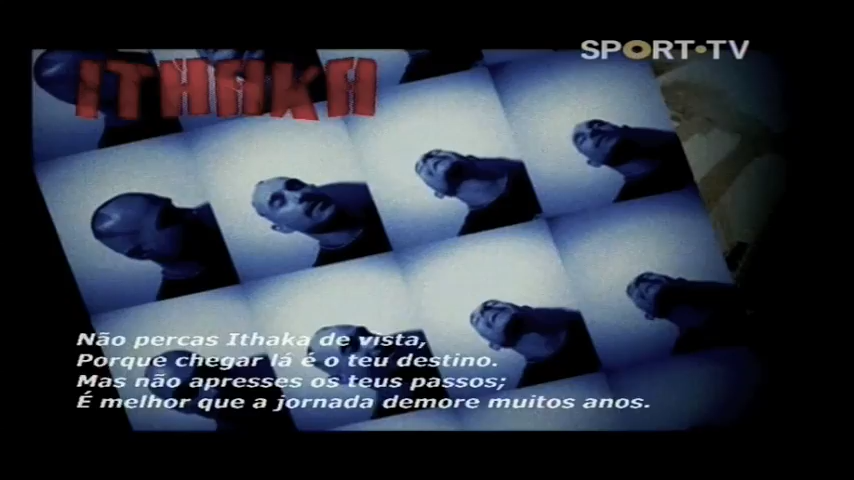 SPORT•TV
ITHAKA
Não percas Ithaka de vista,
Porque chegar lá é o teu destino.
Mas não apresses os teus passos;
É melhor que a jornada demore muitos anos.